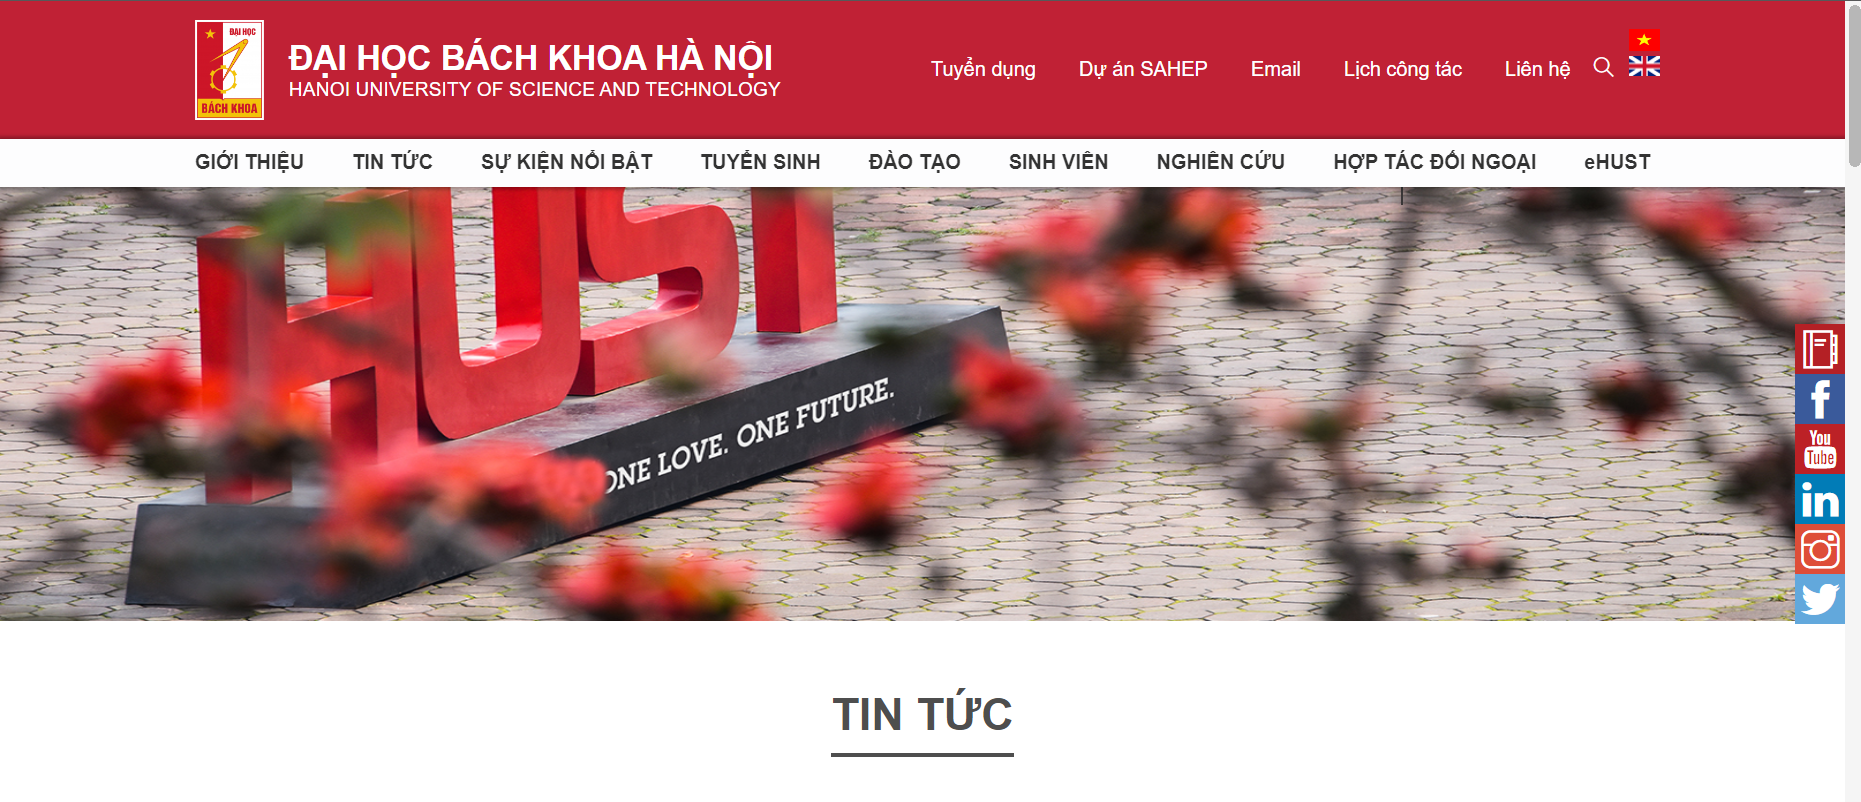 ĐẠI HỌC
BÁCH KHOA
ĐẠI HỌC BÁCH KHOA HÀ NỘI
HANOI UNIVERSITY OF SCIENCE AND TECHNOLOGY
Tuyển dụng Dự án SAHEP Email Lịch công tác Liên hệ
GIỚI THIỆU TIN TỨC SỰ KIỆN NỔI BẬT TUYỂN SINH ĐÀO TẠO SINH VIÊN NGHIÊN CỨU HỢP TÁC ĐỐI NGOẠI eHUST
HUST
ONE LOVE. ONE FUTURE.
f
You
Tube
in
TIN TỨC